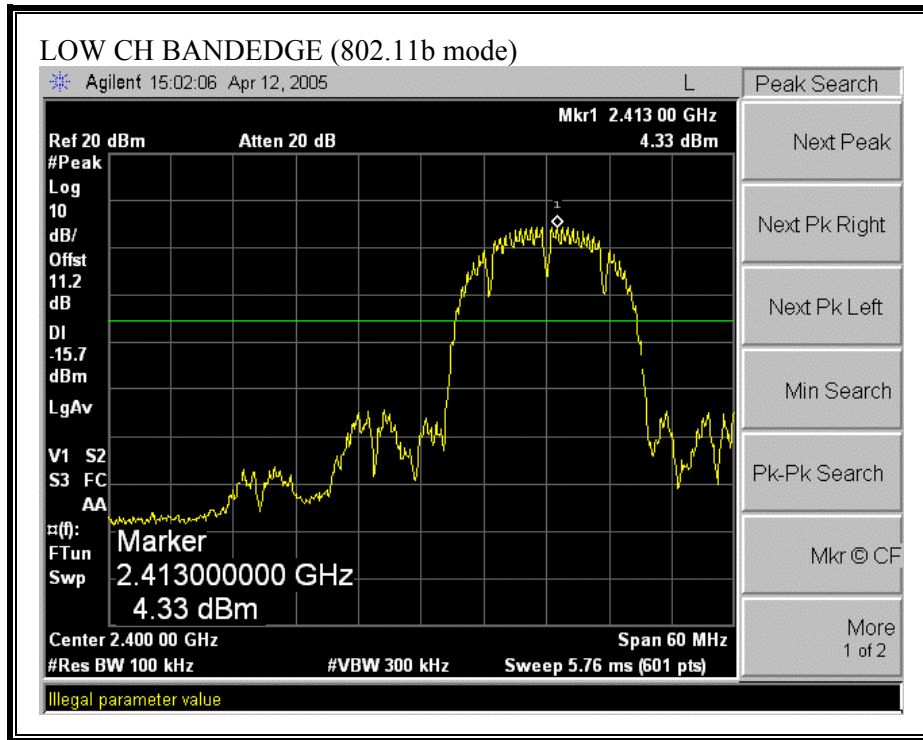 LOW CH BANDEDGE (802.11b mode)
Agilent 15:02:06 Apr 12, 2005 L
Peak Search
Mkr1 2.413 00 GHz
Ref 20 dBm Atten 20 dB 4.33 dBm
#Peak
Log
10
dB/
Offst
11.2
dB
DI
-15.7
dBm
LgAv
V1 S2
S3 FC
AA
¤(f):
FTun
Swp
1
Marker
2.413000000 GHz
4.33 dBm
Center 2.400 00 GHz Span 60 MHz
#Res BW 100 kHz #VBW 300 kHz Sweep 5.76 ms (601 pts)
Next Peak
Next Pk Right
Next Pk Left
Min Search
Pk-Pk Search
Mkr © CF
More
1 of 2
Illegal parameter value